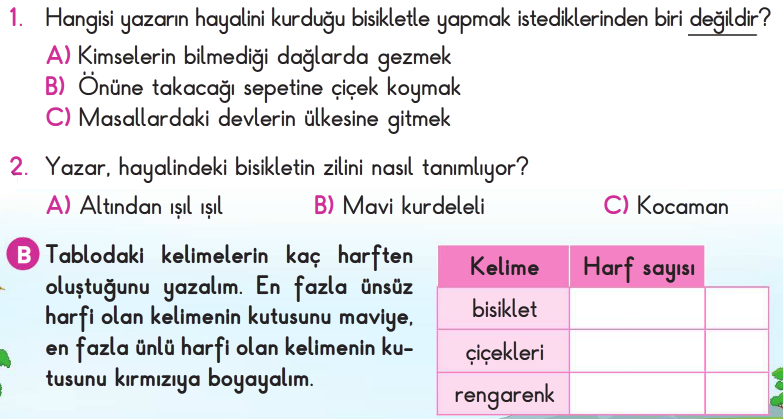 1. Hangisi yazarın hayalini kurduğu bisikletle yapmak istediklerinden biri değildir?
A) Kimselerin bilmediği dağlarda gezmek
B) Önüne takacağı sepetine çiçek koymak
C) Masallardaki devlerin ülkesine gitmek
2. Yazar, hayalindeki bisikletin zilini nasıl tanımlıyor?
A) Altından ışıl ışıl B) Mavi kurdeleli C) Kocaman
B Tablodaki kelimelerin kaç harften
oluştuğunu yazalım. En fazla ünsüz
harfi olan kelimenin kutusunu maviye,
en fazla ünlü harfi olan kelimenin ku-
tusunu kırmızıya boyayalım.
Kelime Harf sayısı
bisiklet
çiçekleri
rengarenk